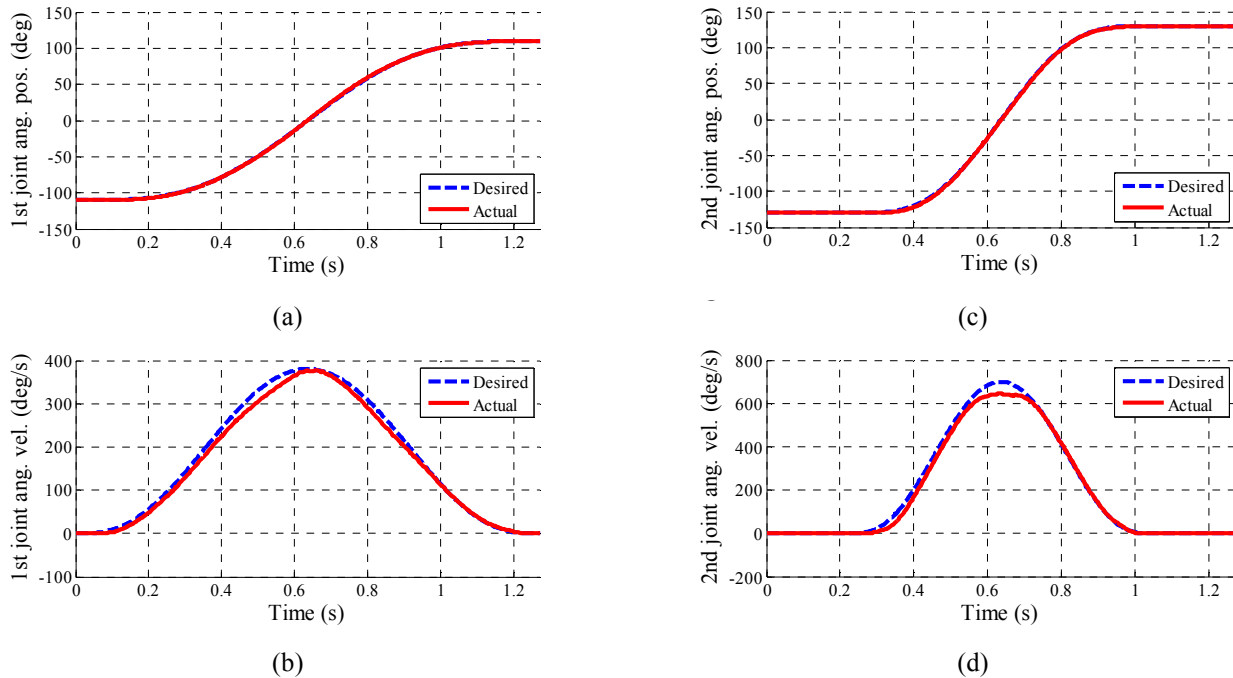 1st joint ang. pos. (deg)
150
100
50
0
-50
-100
-150
0 0.2 0.4 0.6 0.8 1 1.2
Time (s)
Desired
Actual
(a)
2nd joint ang. pos. (deg)
150
100
50
0
-50
-100
-150
0 0.2 0.4 0.6 0.8 1 1.2
Time (s)
Desired
Actual
(c)
1st joint ang. vel. (deg/s)
400
300
200
100
0
-100
0 0.2 0.4 0.6 0.8 1 1.2
Time (s)
Desired
Actual
(b)
2nd joint ang. vel. (deg/s)
800
600
400
200
0
-200
0 0.2 0.4 0.6 0.8 1 1.2
Time (s)
Desired
Actual
(d)